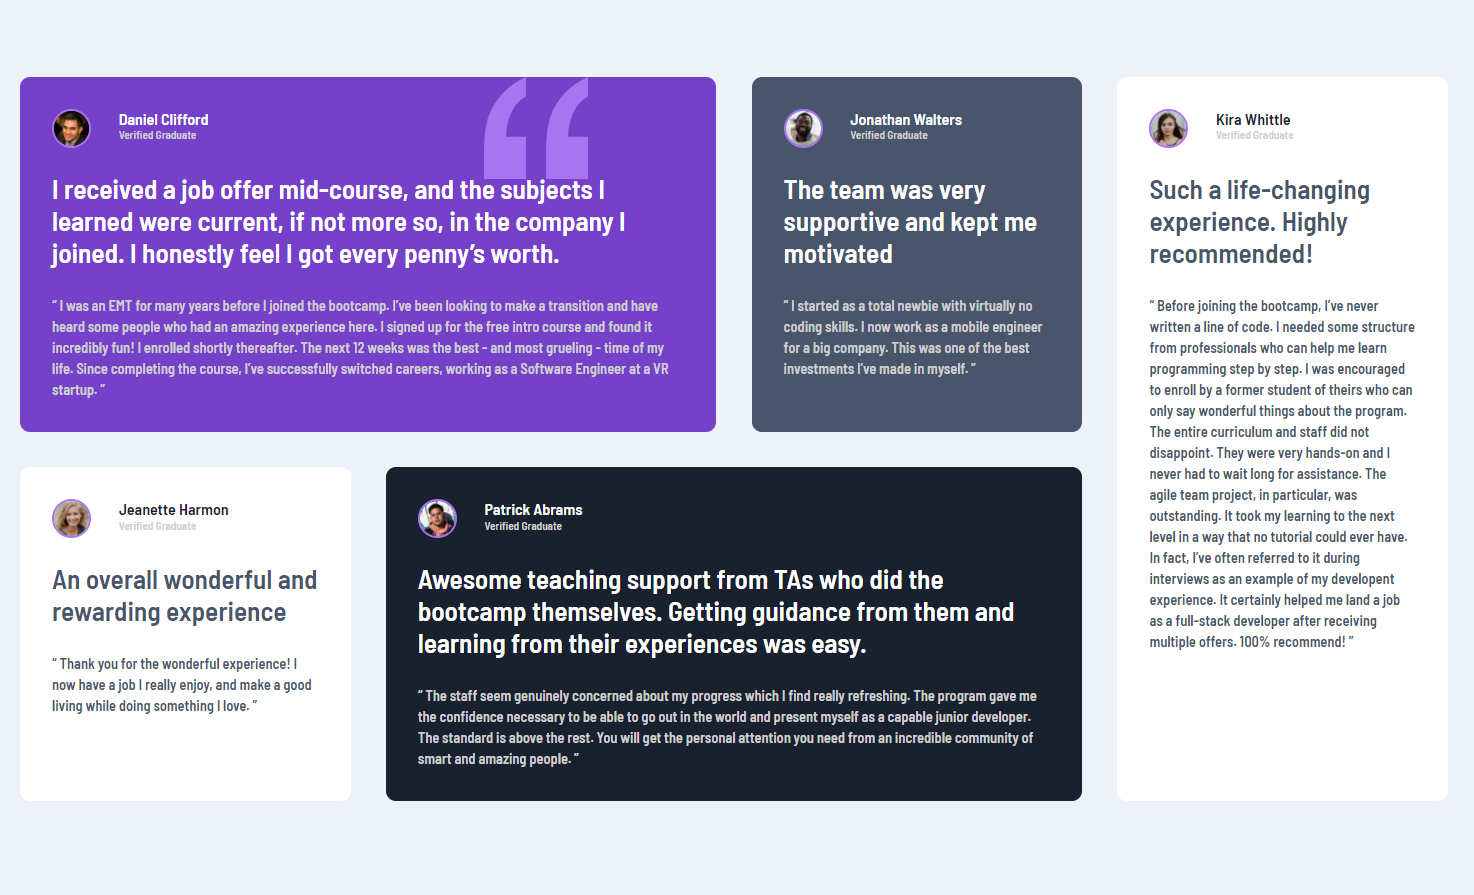 Daniel Clifford
Verified Graduate
I received a job offer mid-course, and the subjects I
learned were current, if not more so, in the company I
joined. I honestly feel I got every penny’s worth.
“ I was an EMT for many years before I joined the bootcamp. I’ve been looking to make a transition and have
heard some people who had an amazing experience here. I signed up for the free intro course and found it
incredibly fun! I enrolled shortly thereafter. The next 12 weeks was the best - and most grueling - time of my
life. Since completing the course, I’ve successfully switched careers, working as a Software Engineer at a VR
startup. ”
Jonathan Walters
Verified Graduate
The team was very
supportive and kept me
motivated
“ I started as a total newbie with virtually no
coding skills. I now work as a mobile engineer
for a big company. This was one of the best
investments I’ve made in myself. ”
Kira Whittle
Verified Graduate
Such a life-changing
experience. Highly
recommended!
“ Before joining the bootcamp, I’ve never
written a line of code. I needed some structure
from professionals who can help me learn
programming step by step. I was encouraged
to enroll by a former student of theirs who can
only say wonderful things about the program.
The entire curriculum and staff did not
disappoint. They were very hands-on and I
never had to wait long for assistance. The
agile team project, in particular, was
outstanding. It took my learning to the next
level in a way that no tutorial could ever have.
In fact, I’ve often referred to it during
interviews as an example of my developent
experience. It certainly helped me land a job
as a full-stack developer after receiving
multiple offers. 100% recommend! ”
Jeanette Harmon
Verified Graduate
An overall wonderful and
rewarding experience
“ Thank you for the wonderful experience! I
now have a job I really enjoy, and make a good
living while doing something I love. ”
Patrick Abrams
Verified Graduate
Awesome teaching support from TAs who did the
bootcamp themselves. Getting guidance from them and
learning from their experiences was easy.
“ The staff seem genuinely concerned about my progress which I find really refreshing. The program gave me
the confidence necessary to be able to go out in the world and present myself as a capable junior developer.
The standard is above the rest. You will get the personal attention you need from an incredible community of
smart and amazing people. ”